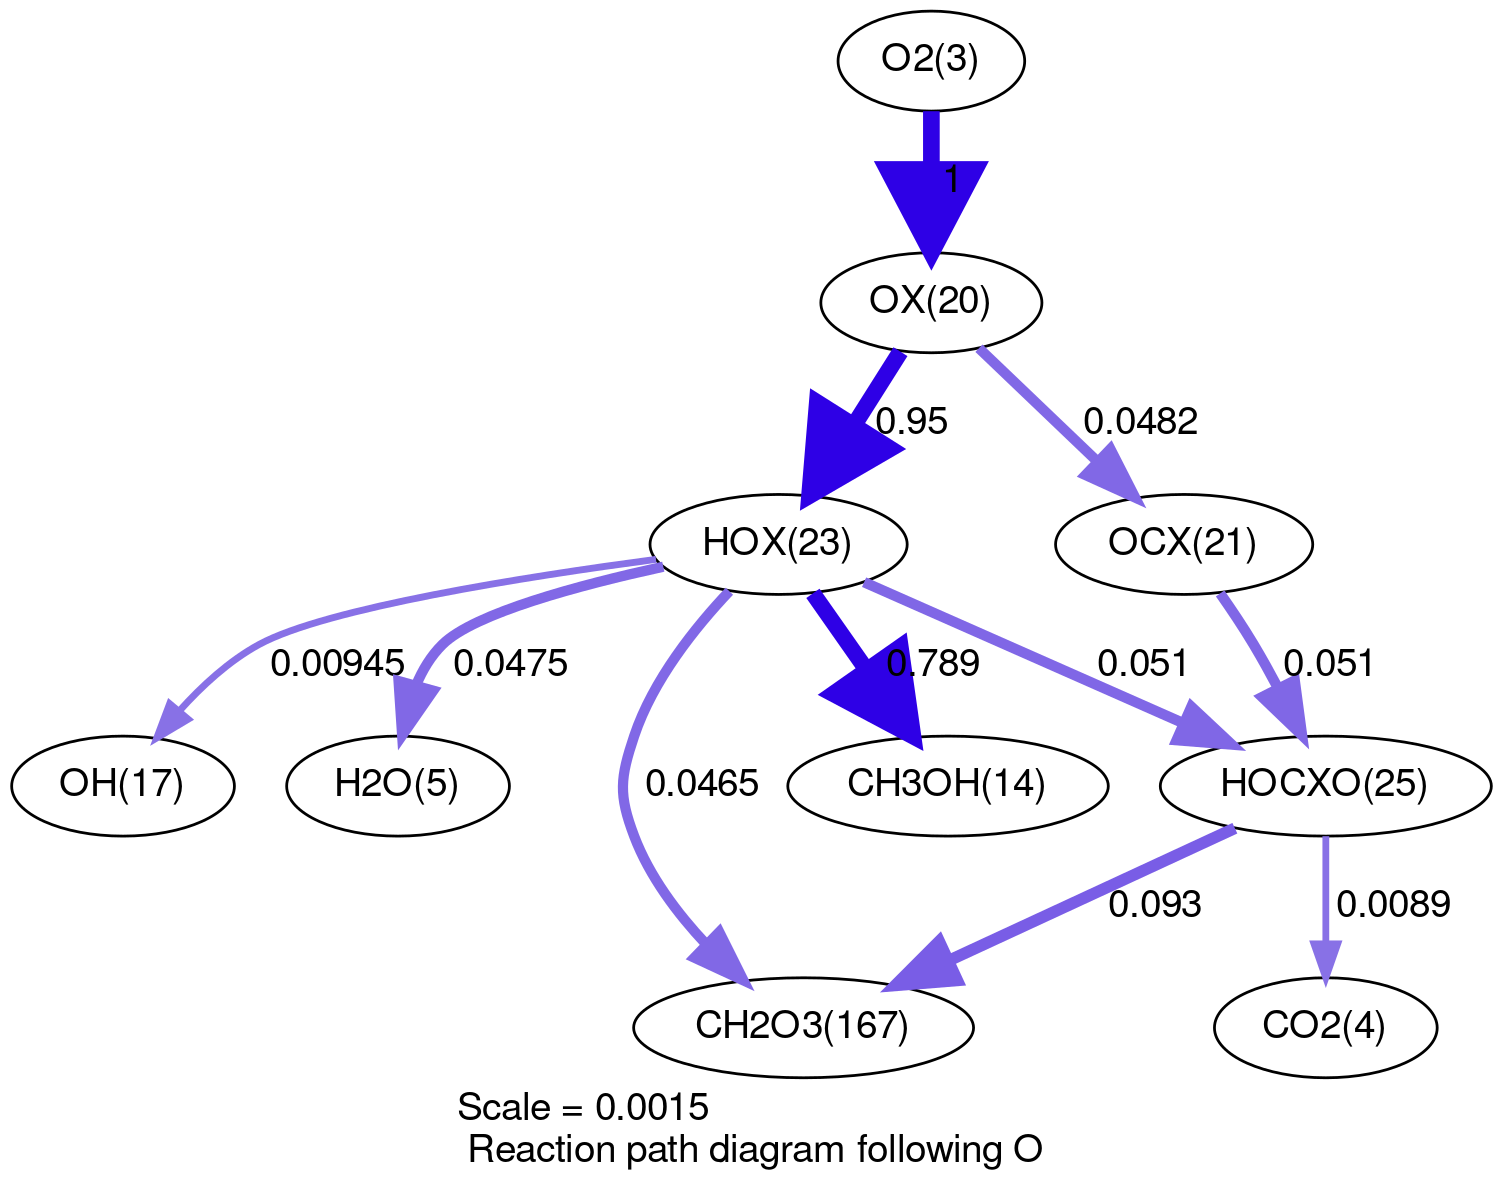 O2(3)
1
OX(20)
0.95
0.0482
HOX(23)
OCX(21)
0.00945
0.0475
0.789
0.051
0.051
OH(17)
H2O(5)
0.0465
CH3OH(14)
HOCXO(25)
0.093
0.0089
CH2O3(167)
CO2(4)
Scale = 0.0015
Reaction path diagram following O